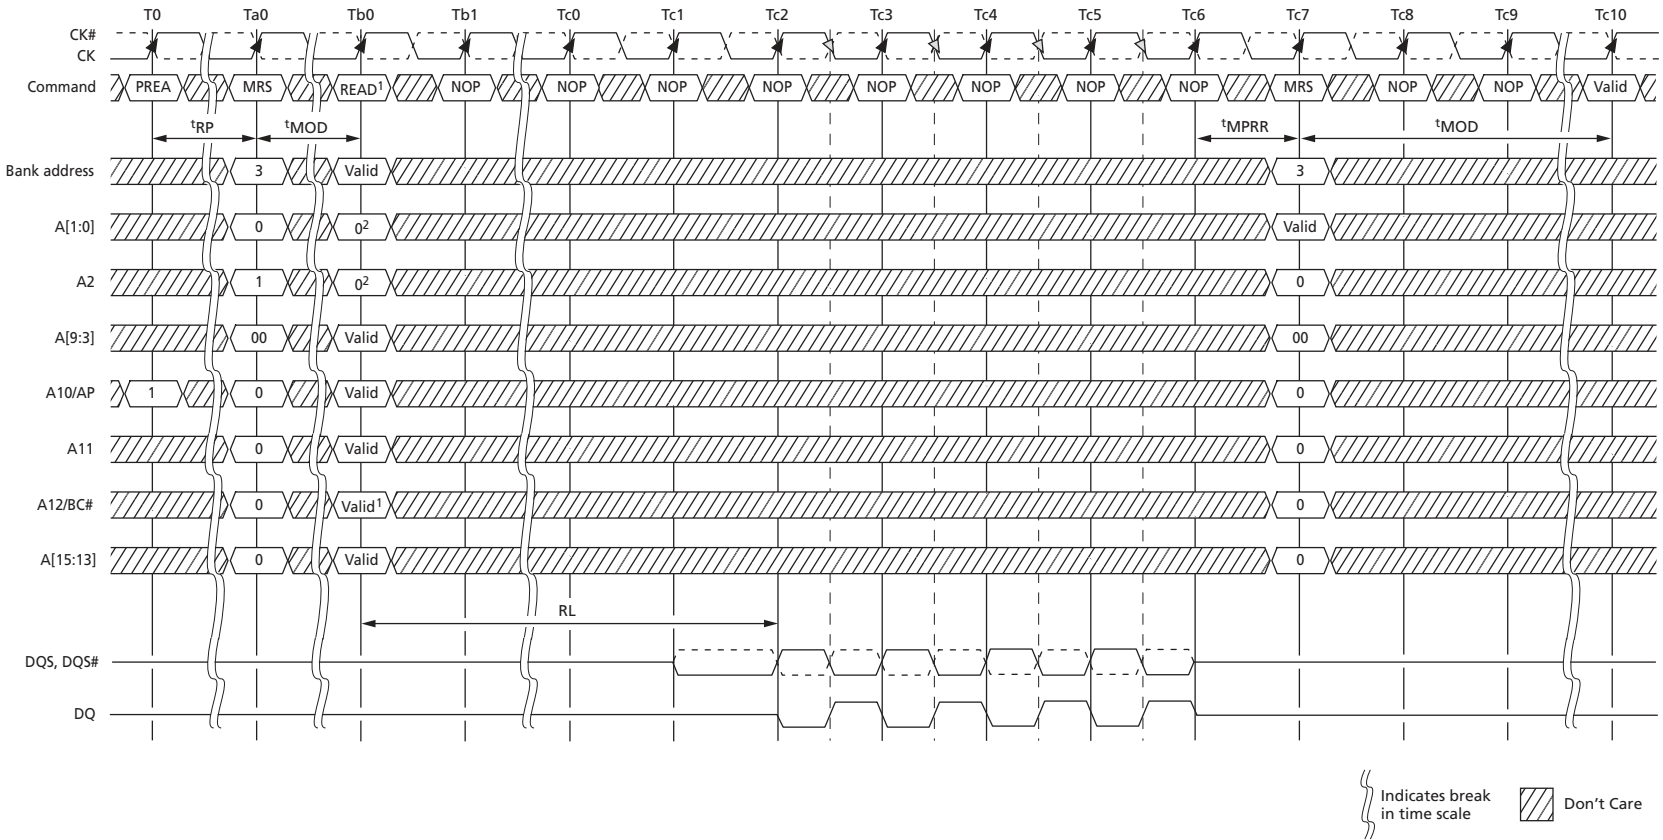 T0 Ta0 Tb0 Tb1 Tc0 Tc1 Tc2 Tc3 Tc4 Tc5 Tc6 Tc7 Tc8 Tc9 Tc10
CK#
CK
Command PREA MRS READ1 NOP NOP NOP NOP NOP NOP NOP NOP MRS NOP NOP Valid
tRP tMOD tMPRR tMOD
Bank address 3 Valid 3
A[1:0] 0 02 Valid
A2 1 02 0
A[9:3] 00 Valid 00
A10/AP 1 0 Valid 0
A11 0 Valid 0
A12/BC# 0 Valid1 0
A[15:13] 0 Valid 0
RL
DQS, DQS#
DQ
Indicates break
in time scale
Don't Care